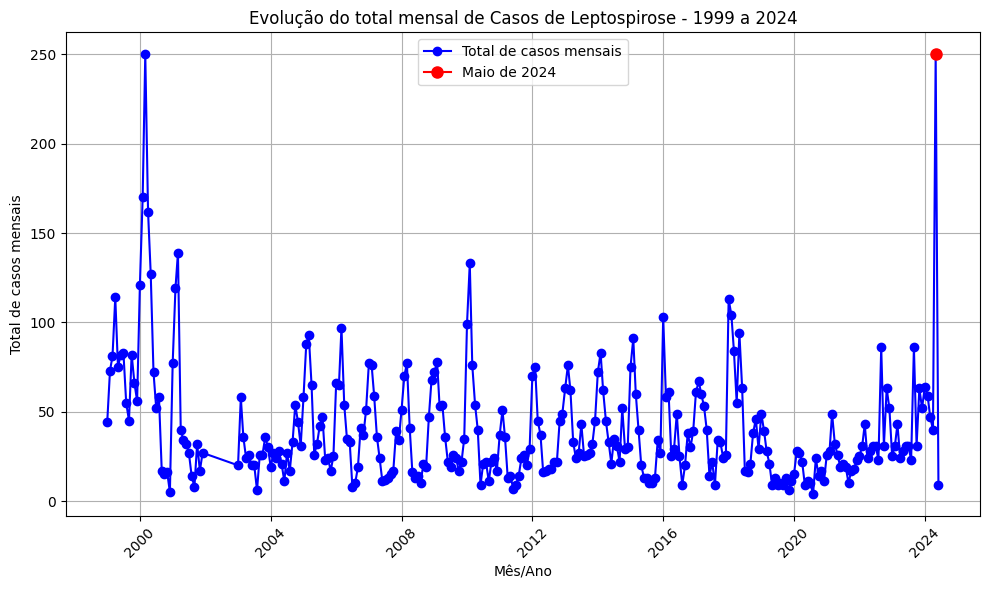 Evolução do total mensal de Casos de Leptospirose - 1999 a 2024
Total de casos mensais
Maio de 2024
Total de casos mensais
250
200
150
100
50
0
2000
2004
2008
2012
2016
2020
2024
Mês/Ano